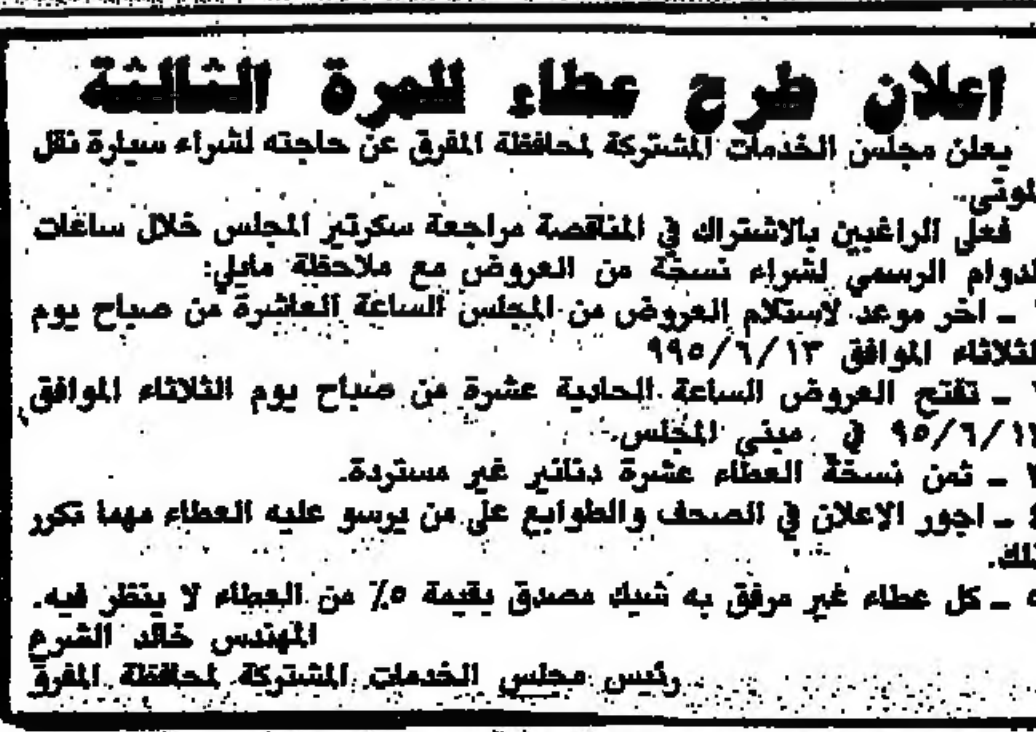 اعلان طرح عطاء للمرة الثالثة
يعلن مجلس الخدمات المشتركة لمحافظة المفرق عن حاجته لشراء سيارة نقل
لموتى.
فعلى الراغبين بالاشتراك في المناقصة مراجعة سكرتير المجلس خلال ساعات
لدوام الرسمي لشراء نسخة من العروض مع ملاحظة مايلي:
ـ اخر موعد لاستلام العروض من المجلس الساعة العاشرة من صباح يوم
لثلاثاء الموافق ٩٩٥/٦/١٣
ـ تفتح العروض الساعة الحادية عشرة من صباح يوم الثلاثاء الموافق
٩٥/٦/١٣ في مبنى المجلس.
ـ ثمن نسخة العطاء عشرة دنانير غير مستردة.
ـ اجور الاعلان في الصحف والطوابع على من يرسو عليه العطاء مهما تكرر
ذلك.
ـ كل عطاء غير مرفق به شيك مصدق بقيمة ٥٪ من العطاء لا ينظر فيه.
المهندس خالد الشرع
رئيس مجلس الخدمات المشتركة لمحافظة المفرق